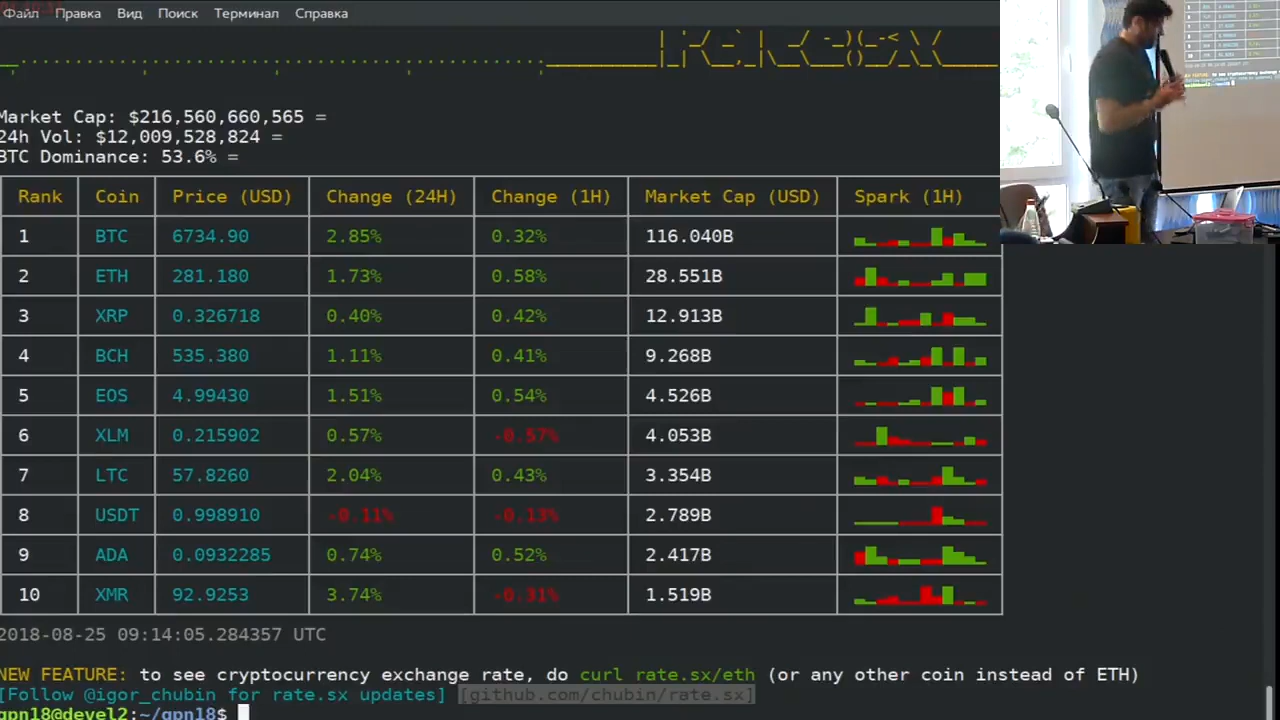 Файл Правка Вид Поиск Терминал Справка
Market Cap: $216,560,660,565 =
24h Vol: $12,009,528,824 =
BTC Dominance: 53.6% =
Rank Coin Price (USD) Change (24H) Change (1H) Market Cap (USD) Spark (1H)
1 BTC 6734.90 2.85% 0.32% 116.040B
2 ETH 281.180 1.73% 0.58% 28.551B
3 XRP 0.326718 0.40% 0.42% 12.913B
4 BCH 535.380 1.11% 0.41% 9.268B
5 EOS 4.99430 1.51% 0.54% 4.526B
6 XLM 0.215902 0.57% -0.57% 4.053B
7 LTC 57.8260 2.04% 0.43% 3.354B
8 USDT 0.998910 -0.11% -0.13% 2.789B
9 ADA 0.0932285 0.74% 0.52% 2.417B
10 XMR 92.9253 3.74% -0.31% 1.519B
2018-08-25 09:14:05.284357 UTC
NEW FEATURE: to see cryptocurrency exchange rate, do curl rate.sx/eth (or any other coin instead of ETH)
[Follow @igor_chubin for rate.sx updates] [github.com/chubin/rate.sx]
gpn18@devel2:~/gpn18$